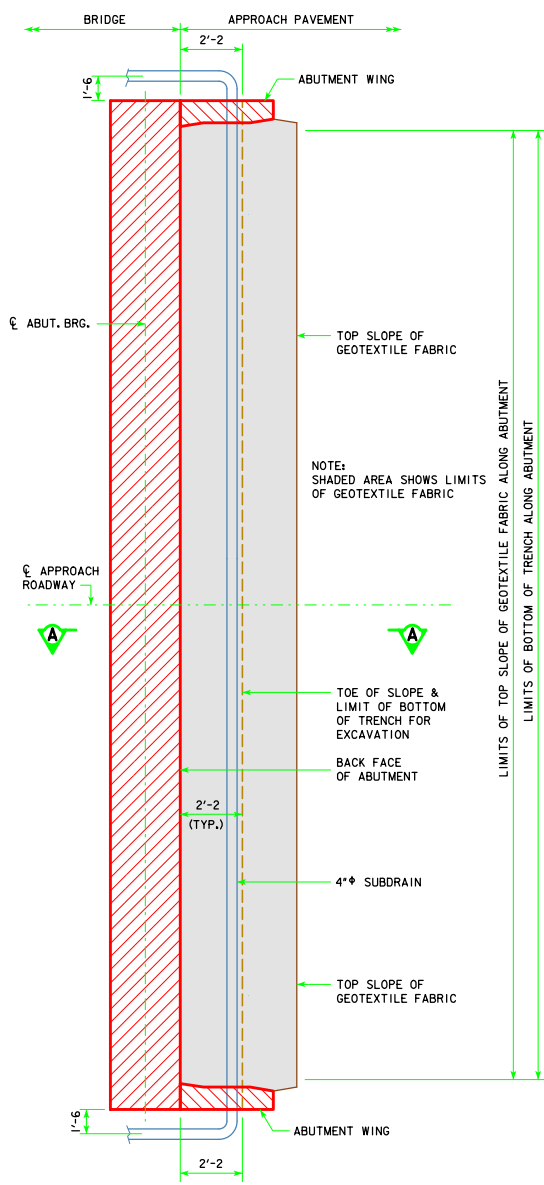 BRIDGE
APPROACH PAVEMENT
2'-2
1'-6
ABUTMENT WING
℄ ABUT. BRG.
TOP SLOPE OF
GEOTEXTILE FABRIC
NOTE:
SHADED AREA SHOWS LIMITS
OF GEOTEXTILE FABRIC
LIMITS OF TOP SLOPE OF GEOTEXTILE FABRIC ALONG ABUTMENT
LIMITS OF BOTTOM OF TRENCH ALONG ABUTMENT
℄ APPROACH
ROADWAY
A
A
TOE OF SLOPE &
LIMIT OF BOTTOM
OF TRENCH FOR
EXCAVATION
BACK FACE
OF ABUTMENT
2'-2
(TYP.)
4"ϕ SUBDRAIN
TOP SLOPE OF
GEOTEXTILE FABRIC
1'-6
ABUTMENT WING
2'-2